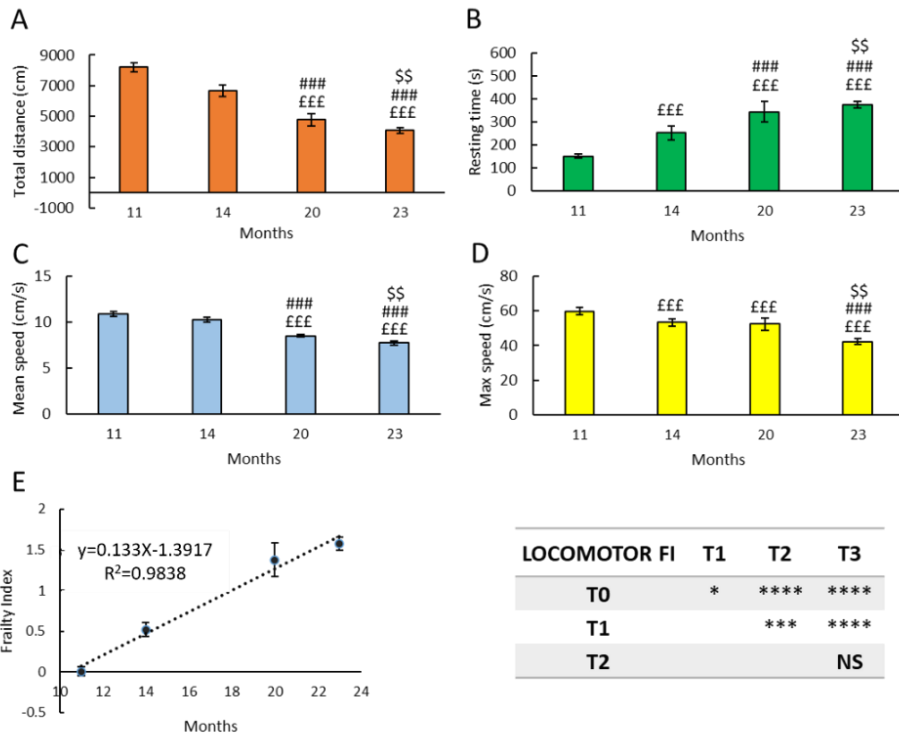 A
Total distance (cm)
9000
7000
5000
3000
1000
-1000
###
£££
$$
###
£££
11 14 20 23
Months
B
Resting time (s)
600
500
400
300
200
100
0
£££
###
£££
$$
###
£££
11 14 20 23
Months
C
Mean speed (cm/s)
15
10
5
0
###
£££
$$
###
£££
11 14 20 23
Months
D
Max speed (cm/s)
80
60
40
20
0
£££
£££
$$
###
£££
11 14 20 23
Months
E
Frailty Index
2
1.5
1
0.5
0
-0.5
y=0.133X-1.3917
R²=0.9838
10 12 14 16 18 20 22 24
Months
LOCOMOTOR FI T1 T2 T3
T0 * **** ****
T1 *** ****
T2 NS